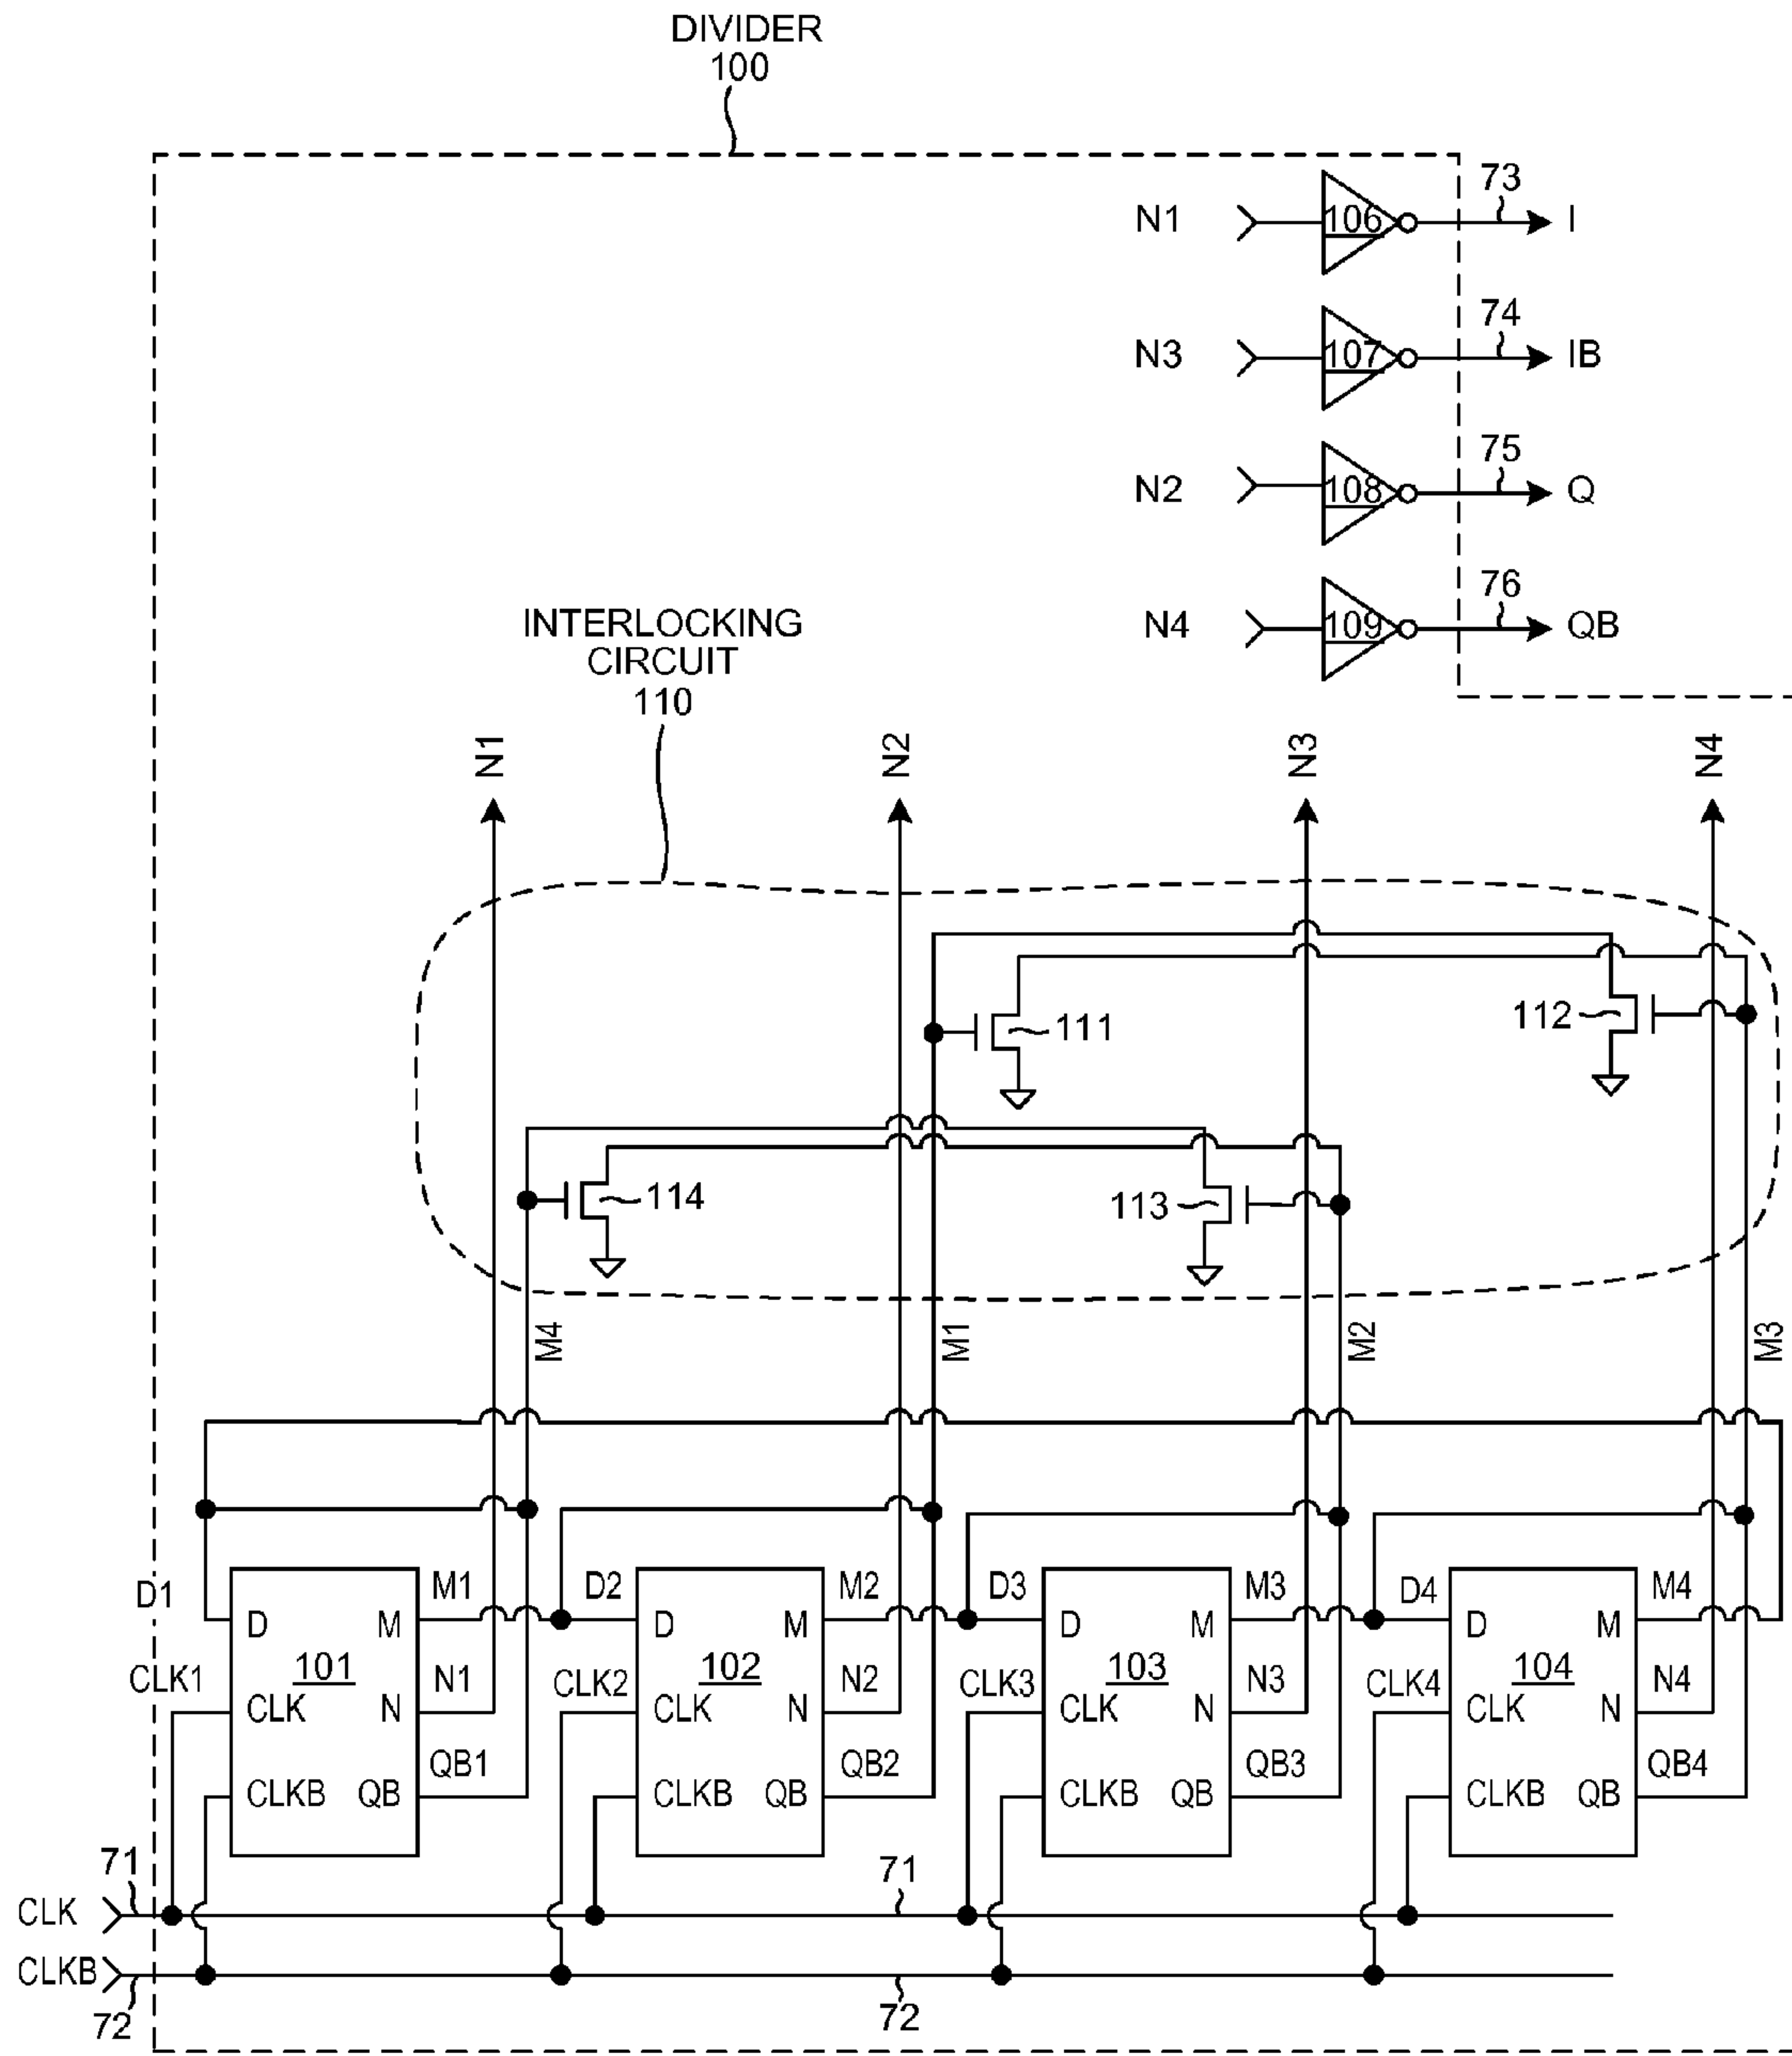 DIVIDER
100
N1
106
73
I
N3
107
74
IB
N2
108
75
Q
N4
109
76
QB
INTERLOCKING
CIRCUIT
110
N1
N2
N3
N4
111
112
114
113
M4
M1
M2
M3
D1
M1
D2
M2
D3
M3
D4
M4
D
M
D
M
D
M
D
M
101
102
103
104
CLK1
N1
CLK2
N2
CLK3
N3
CLK4
N4
CLK
N
CLK
N
CLK
N
CLK
N
QB1
QB2
QB3
QB4
CLKB
QB
CLKB
QB
CLKB
QB
CLKB
QB
71
71
CLK
CLKB
72
72